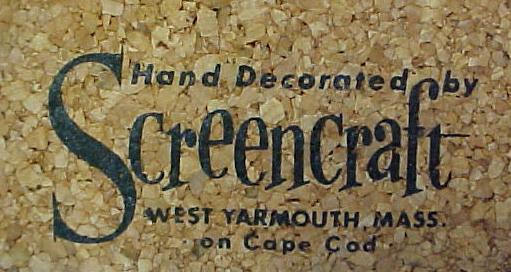 Hand Decorated by
Screencraft
WEST YARMOUTH, MASS.
· on Cape Cod ·